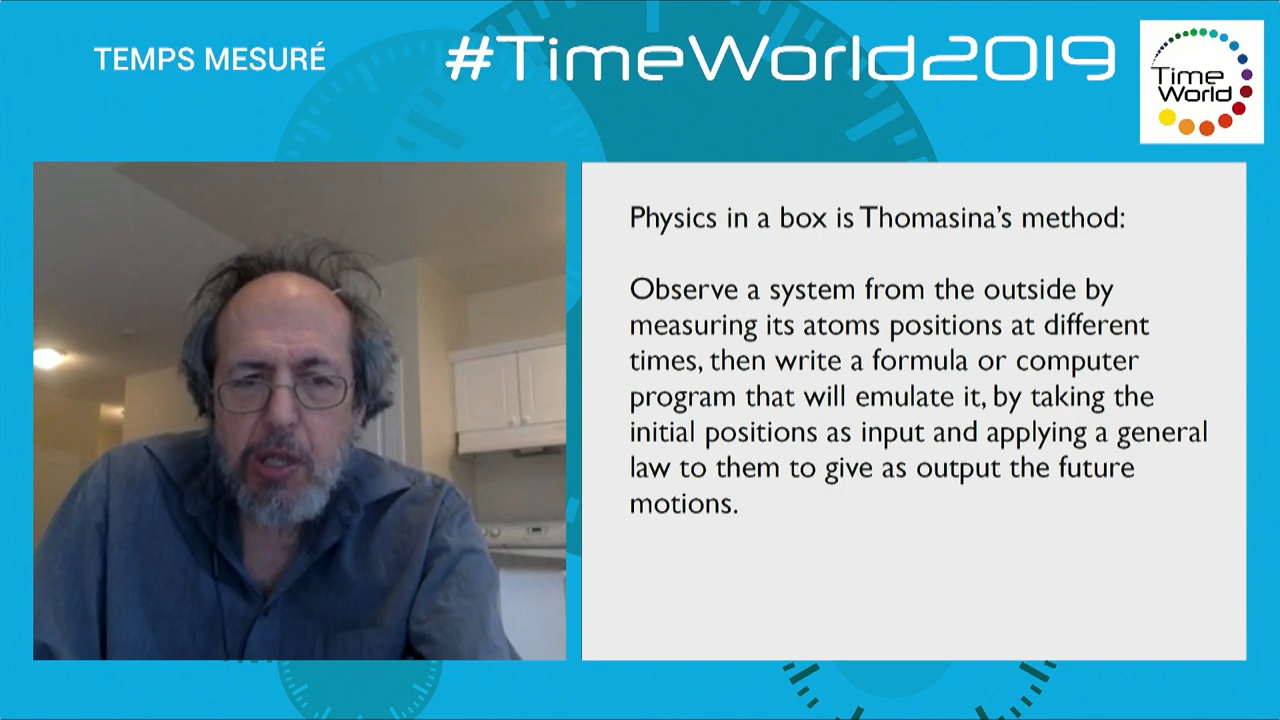 TEMPS MESURÉ
#TimeWorld2019
Time
World
Physics in a box is Thomasina's method:
Observe a system from the outside by
measuring its atoms positions at different
times, then write a formula or computer
program that will emulate it, by taking the
initial positions as input and applying a general
law to them to give as output the future
motions.